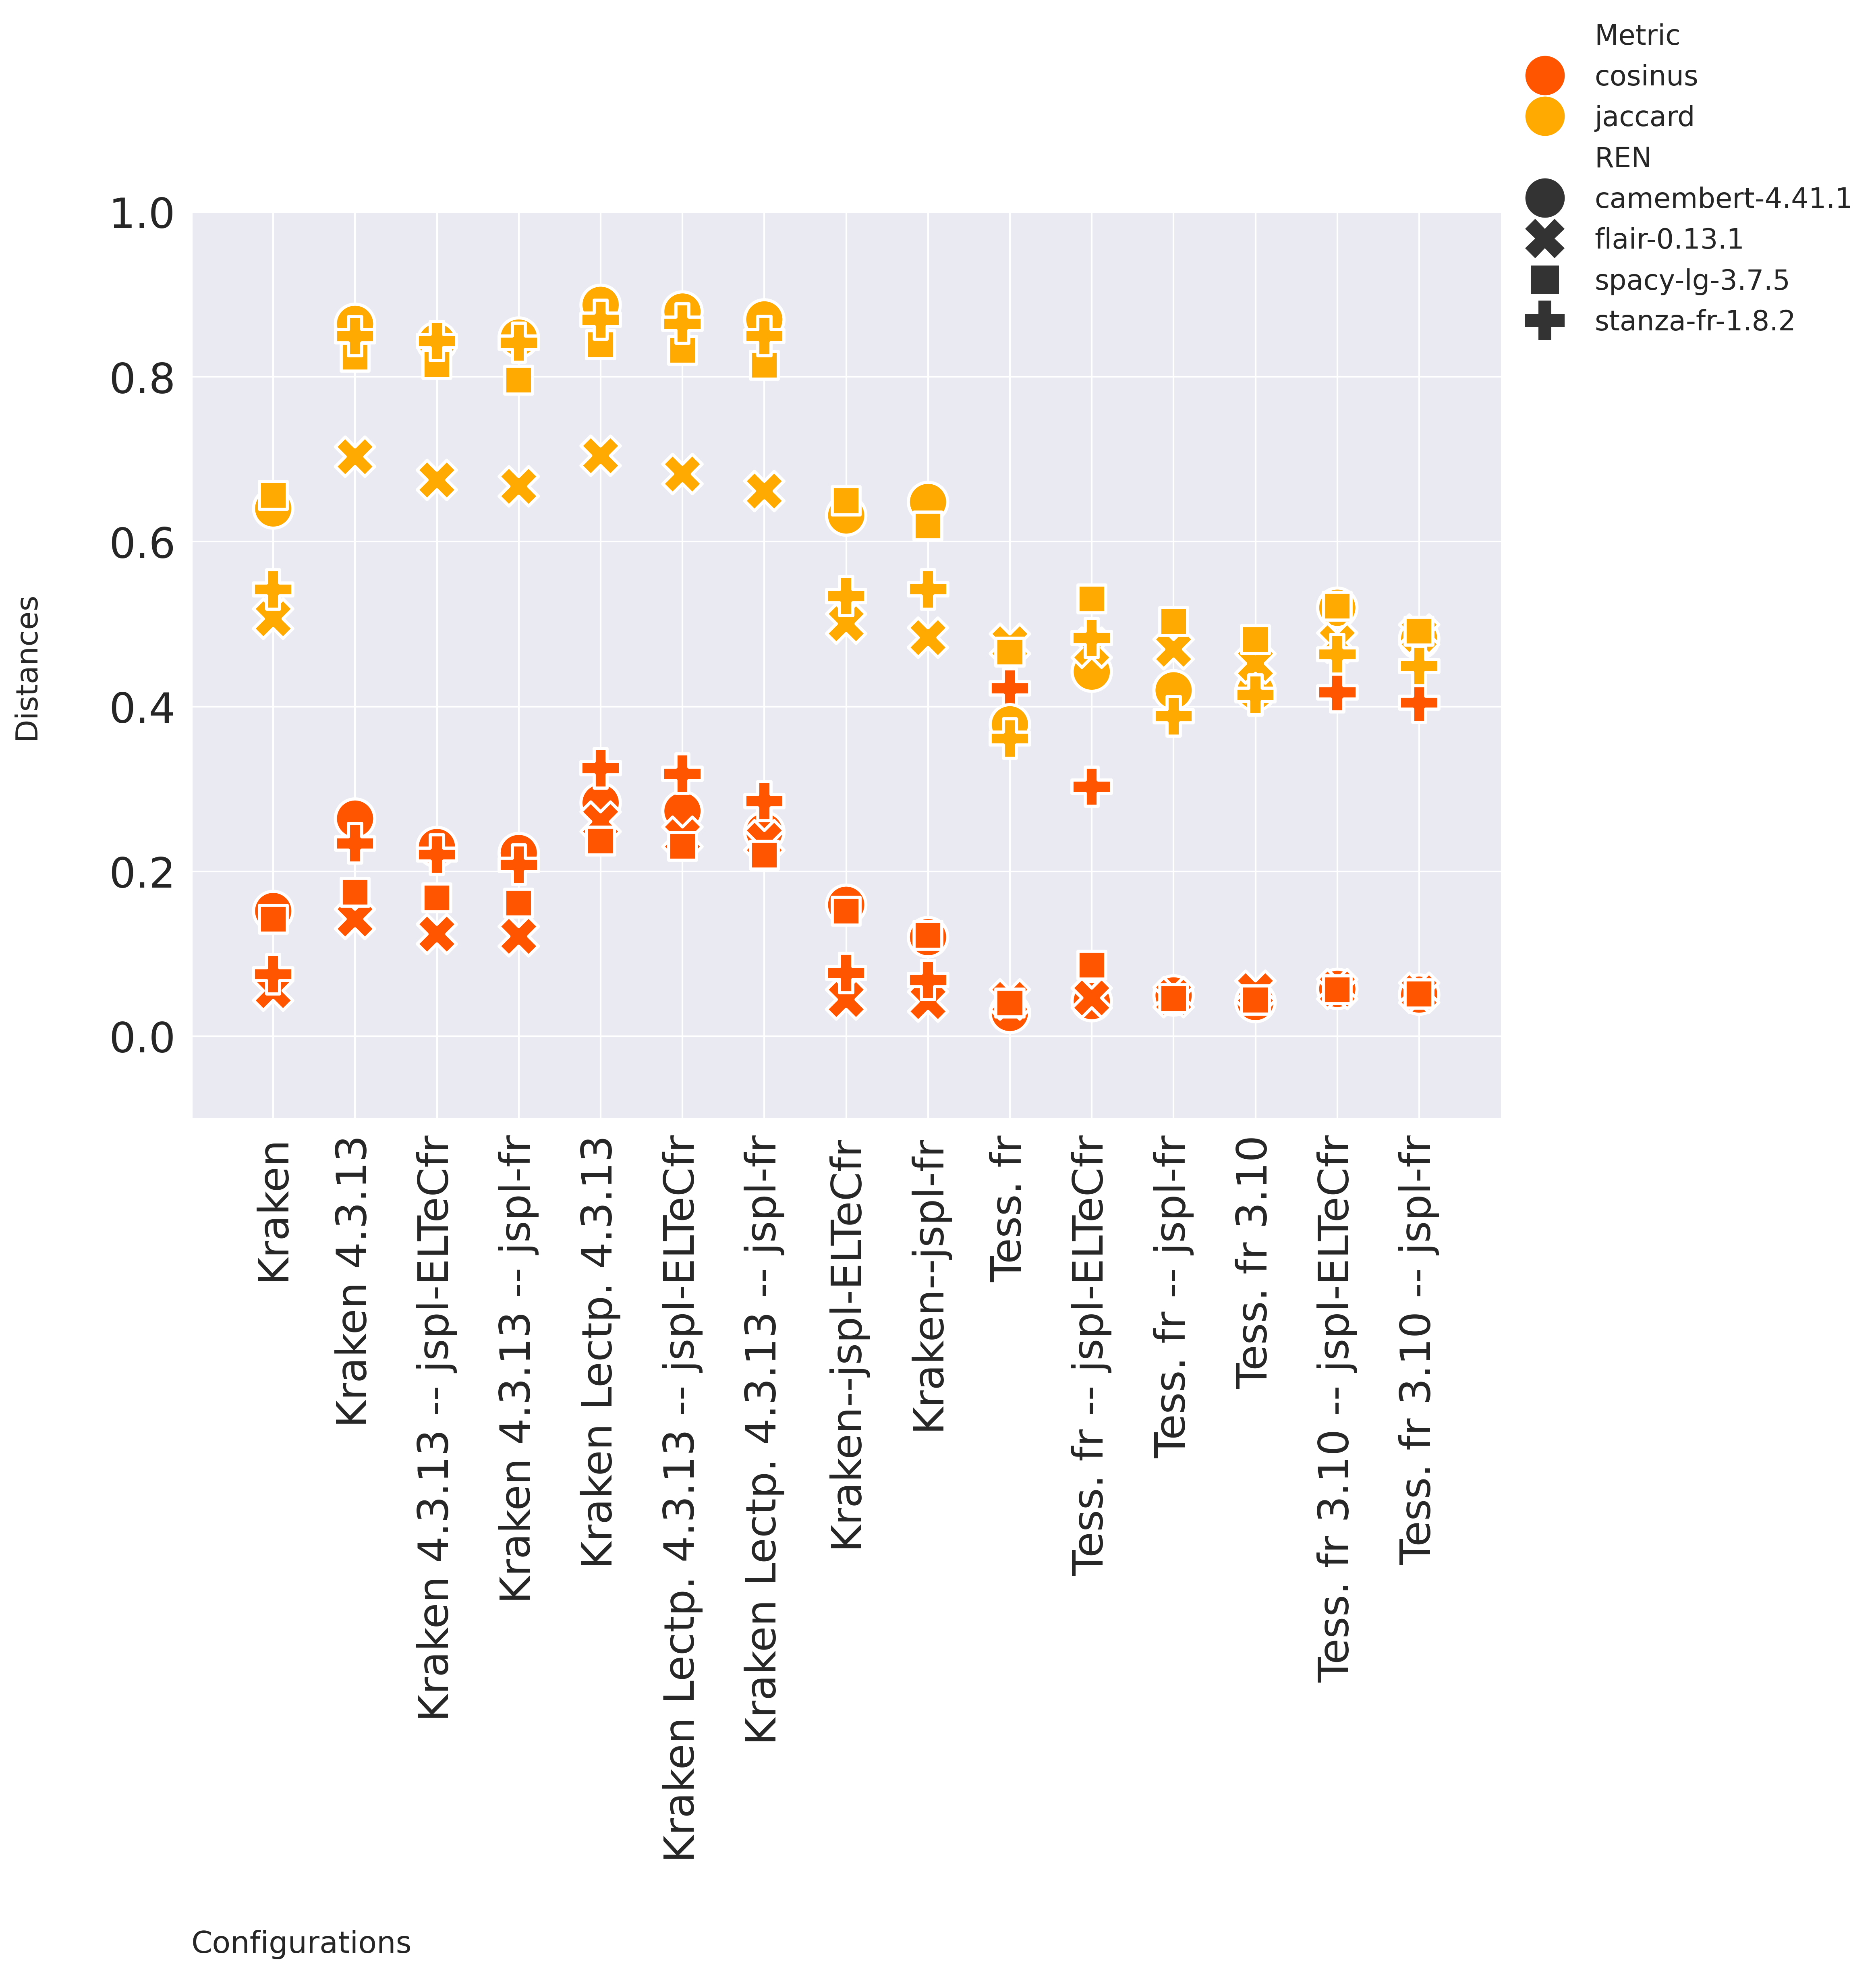 Metric
cosinus
jaccard
REN
camembert-4.41.1
flair-0.13.1
spacy-lg-3.7.5
stanza-fr-1.8.2
1.0
0.8
0.6
0.4
0.2
0.0
Distances
Kraken
Kraken 4.3.13
Kraken 4.3.13 -- jspl-ELTeCfr
Kraken 4.3.13 -- jspl-fr
Kraken Lectp. 4.3.13
Kraken Lectp. 4.3.13 -- jspl-ELTeCfr
Kraken Lectp. 4.3.13 -- jspl-fr
Kraken--jspl-ELTeCfr
Kraken--jspl-fr
Tess. fr
Tess. fr -- jspl-ELTeCfr
Tess. fr -- jspl-fr
Tess. fr 3.10
Tess. fr 3.10 -- jspl-ELTeCfr
Tess. fr 3.10 -- jspl-fr
Configurations